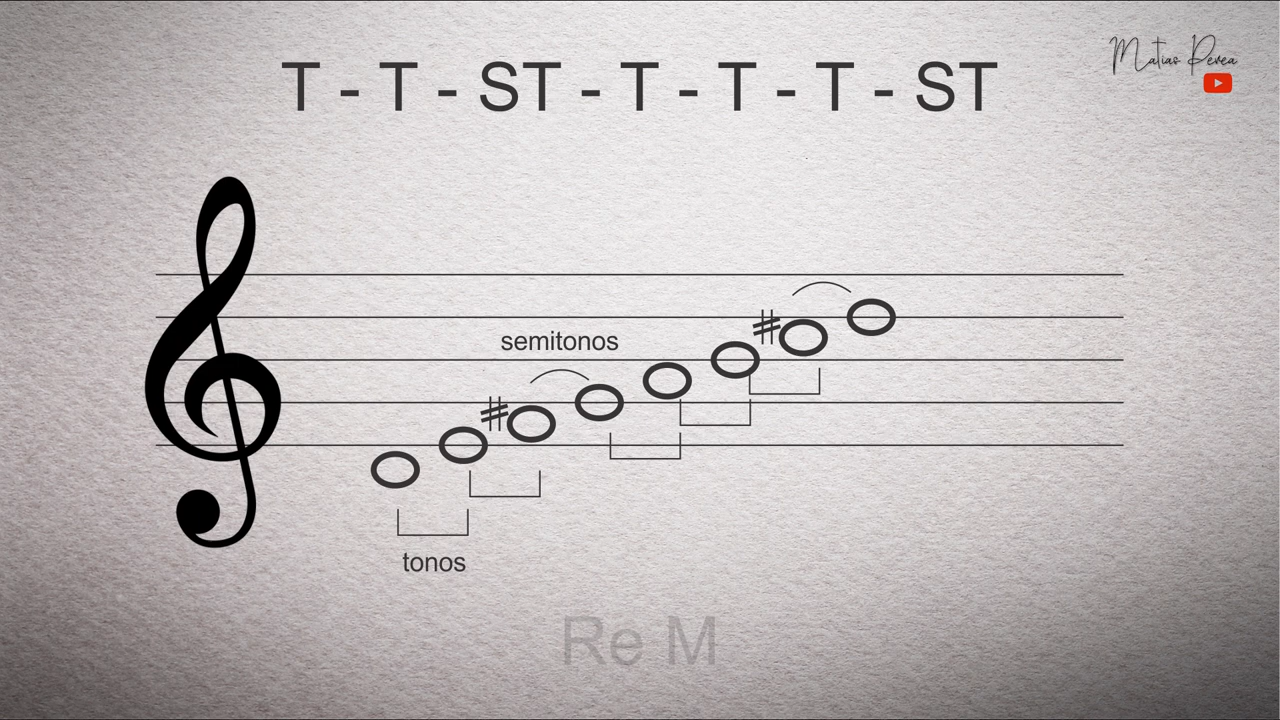 T - T - ST - T - T - T - ST
Matias Perea
semitonos
tonos
Re M